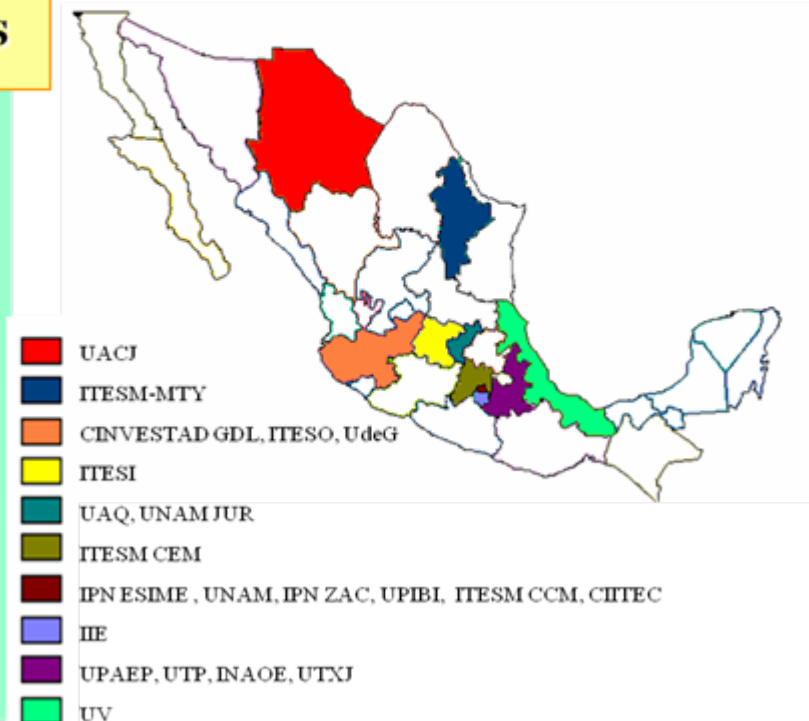 s
UACJ
ITESM-MTY
CINVESTAD GDL, ITESO, UdeG
ITESI
UAQ, UNAM JUR
ITESM CEM
IPN ESIME , UNAM, IPN ZAC, UPIBI, ITESM CCM, CIITEC
IIE
UPAEP, UTP, INAOE, UTXJ
UV